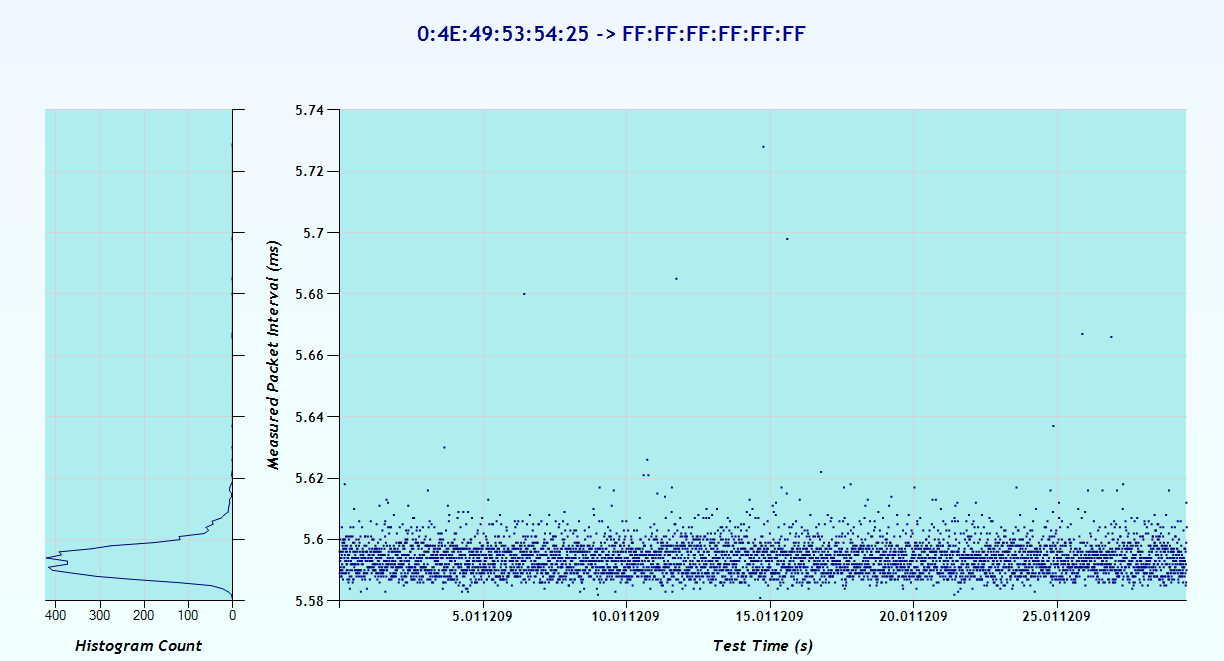 0:4E:49:53:54:25 -> FF:FF:FF:FF:FF:FF
5.74
5.72
5.7
5.68
5.66
5.64
5.62
5.6
5.58
Measured Packet Interval (ms)
400 300 200 100 0
Histogram Count
5.011209 10.011209 15.011209 20.011209 25.011209
Test Time (s)